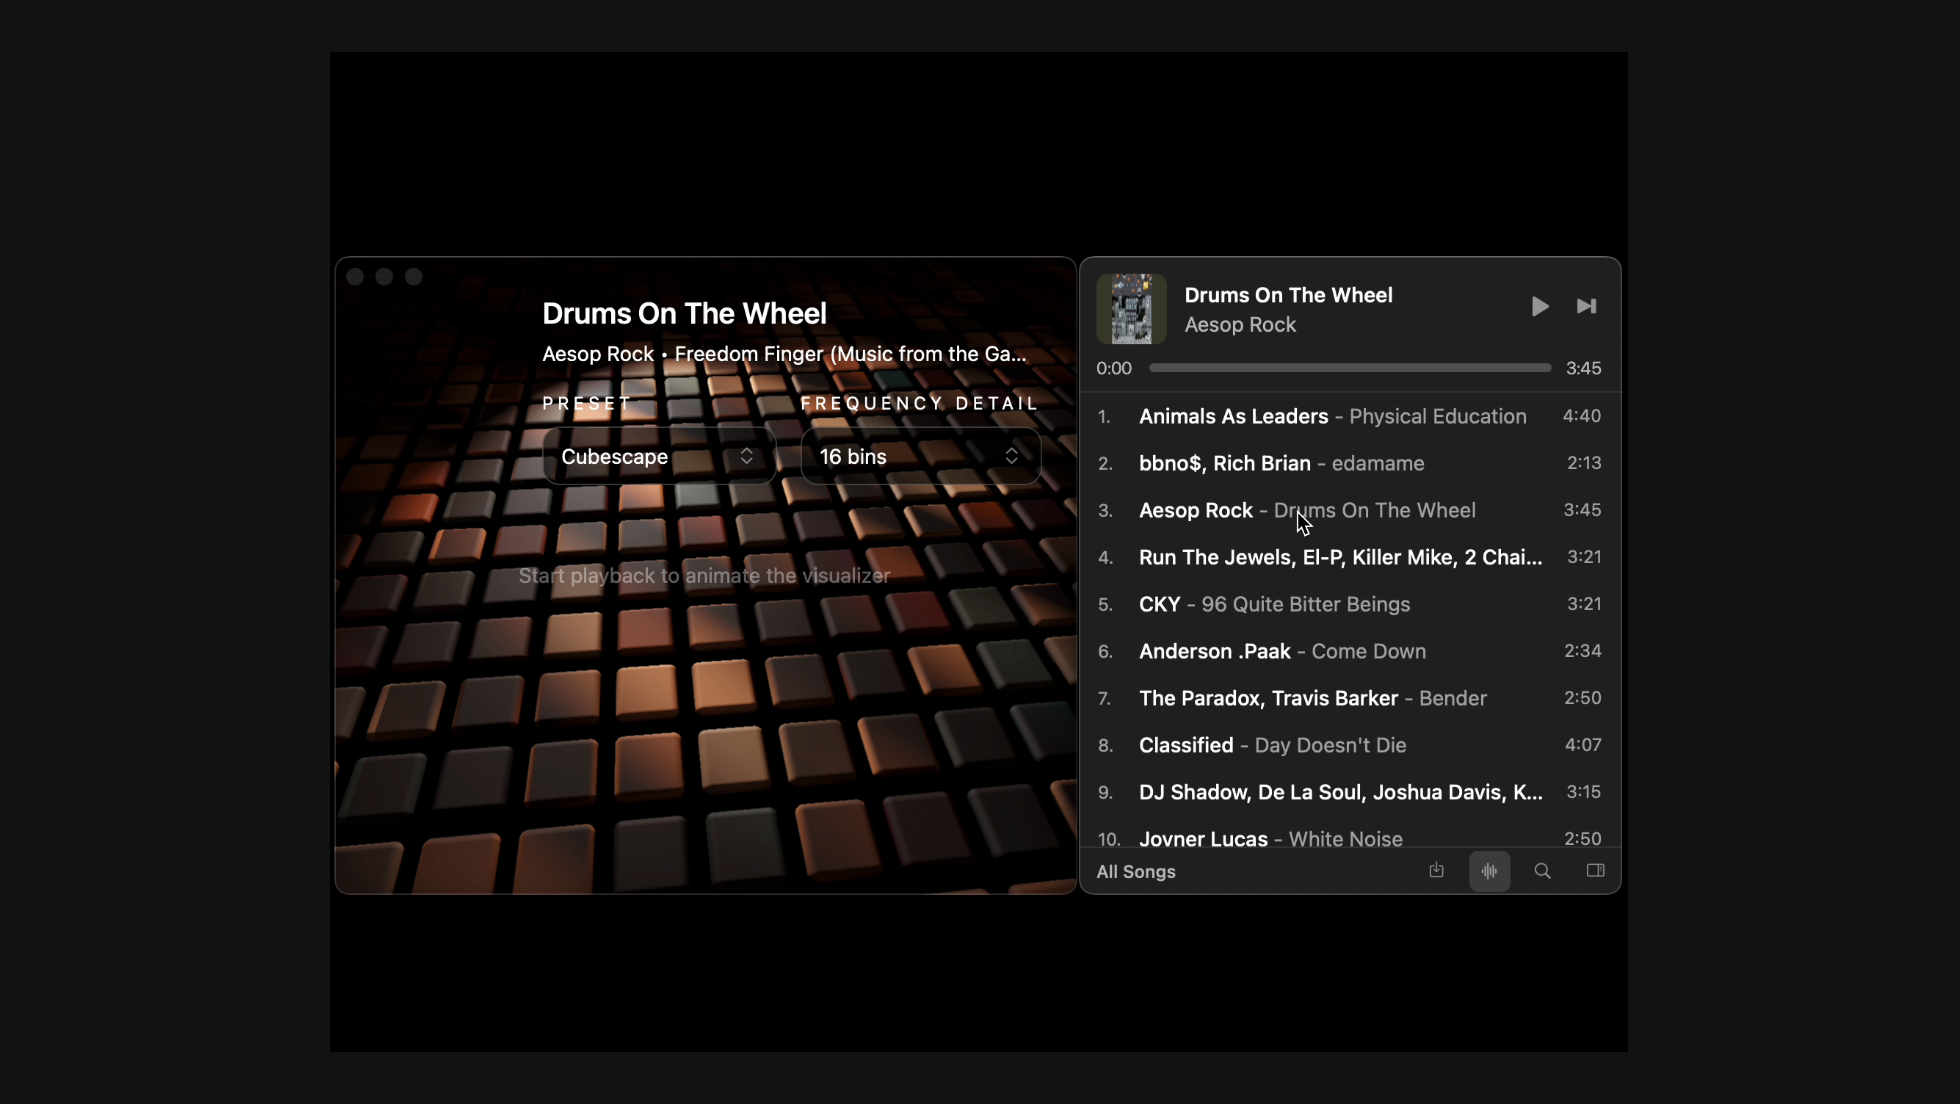 Drums On The Wheel
Aesop Rock • Freedom Finger (Music from the Ga...
PRESET
FREQUENCY DETAIL
Cubescape
16 bins
Start playback to animate the visualizer
Drums On The Wheel
Aesop Rock
0:00
3:45
1. Animals As Leaders - Physical Education 4:40
2. bbno$, Rich Brian - edamame 2:13
3. Aesop Rock - Drums On The Wheel 3:45
4. Run The Jewels, El-P, Killer Mike, 2 Chai... 3:21
5. CKY - 96 Quite Bitter Beings 3:21
6. Anderson .Paak - Come Down 2:34
7. The Paradox, Travis Barker - Bender 2:50
8. Classified - Day Doesn't Die 4:07
9. DJ Shadow, De La Soul, Joshua Davis, K... 3:15
10. Joyner Lucas - White Noise 2:50
All Songs